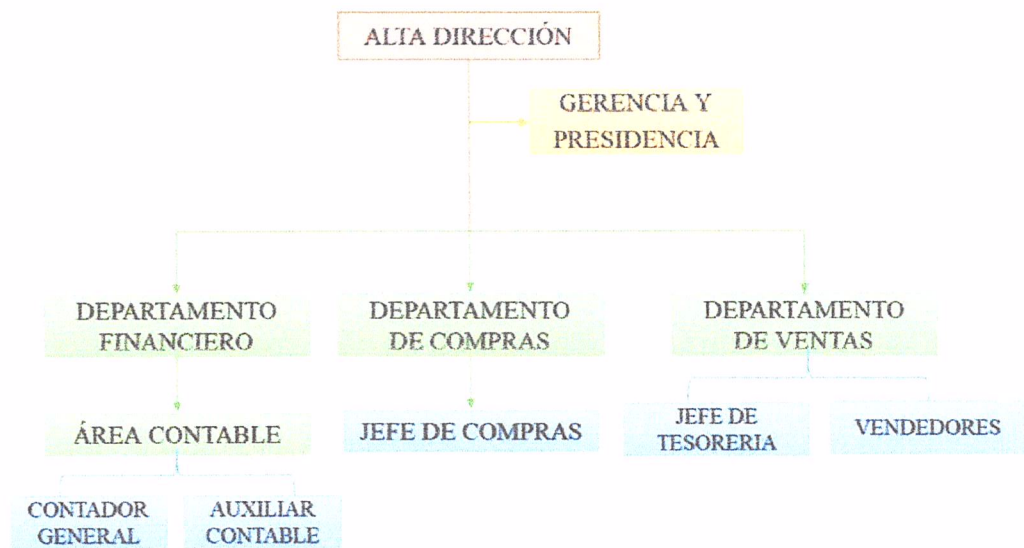 ALTA DIRECCIÓN
GERENCIA Y
PRESIDENCIA
DEPARTAMENTO
FINANCIERO
DEPARTAMENTO
DE COMPRAS
DEPARTAMENTO
DE VENTAS
ÁREA CONTABLE
JEFE DE COMPRAS
JEFE DE
TESORERIA
VENDEDORES
CONTADOR
GENERAL
AUXILIAR
CONTABLE